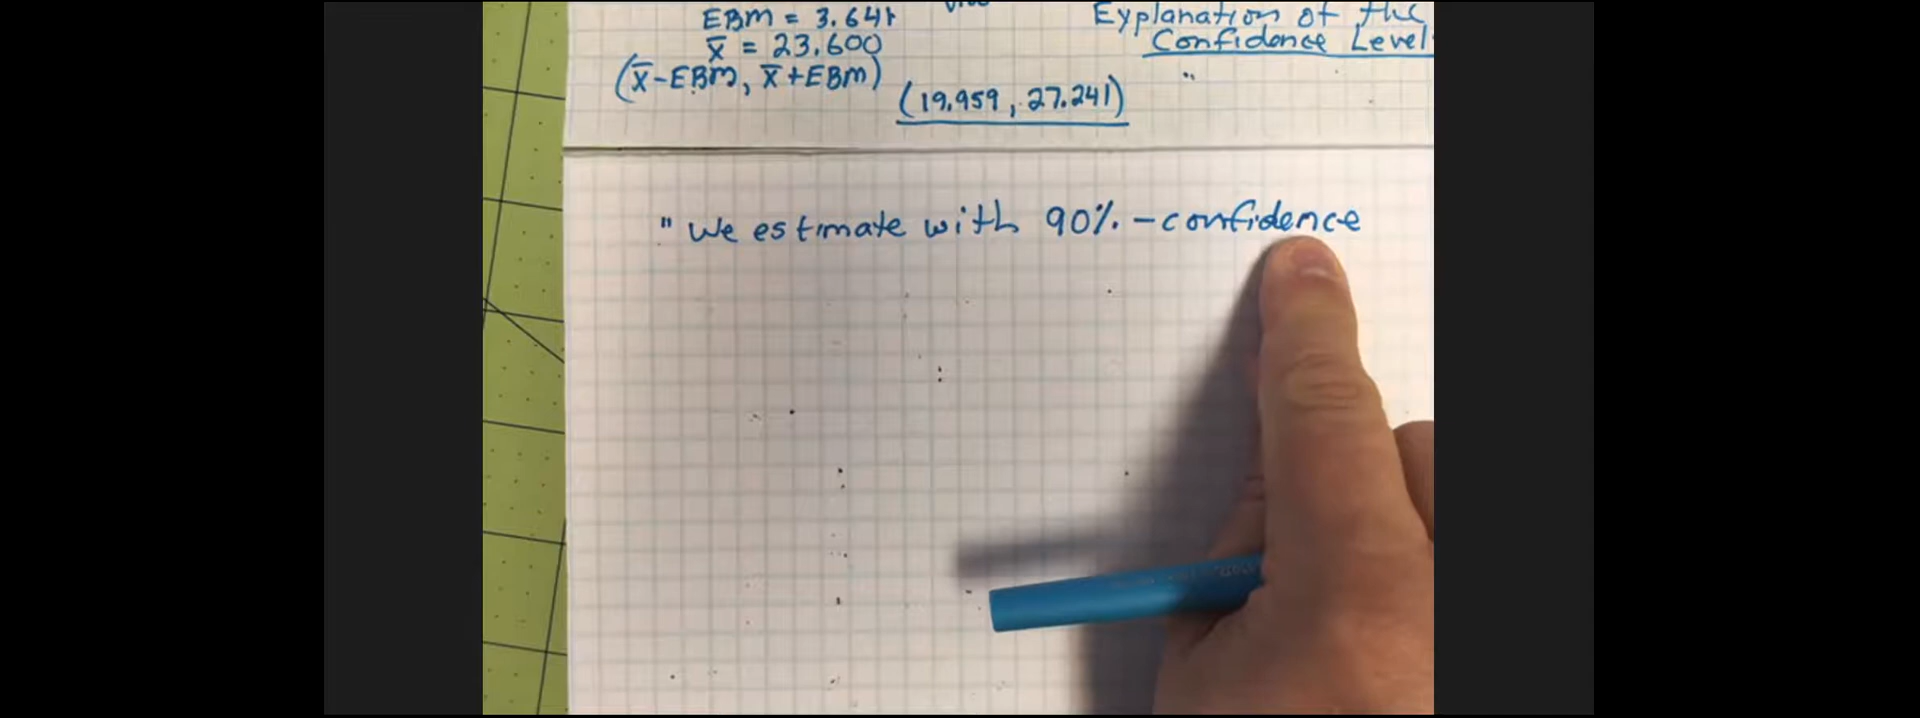 EBM = 3.641
x̄ = 23.600
(x̄-EBM, x̄+EBM)
(19.959, 27.241)
Explanation of the
Confidence Level
"
" We estimate with 90% - confidence